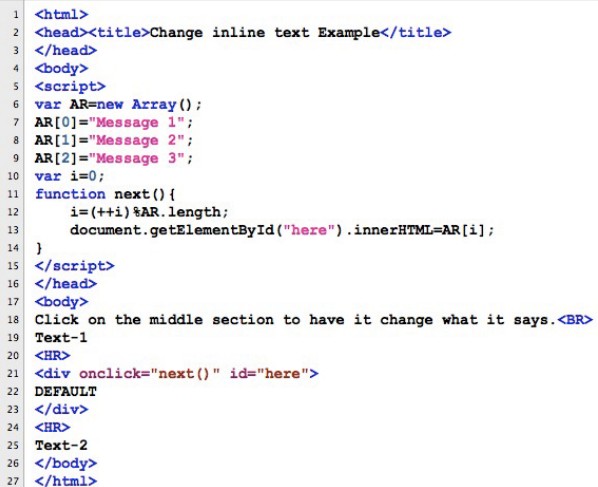 1 <html>
2 <head><title>Change inline text Example</title>
3 </head>
4 <body>
5 <script>
6 var AR=new Array();
7 AR[0]="Message 1";
8 AR[1]="Message 2";
9 AR[2]="Message 3";
10 var i=0;
11 function next(){
12     i=(++i)%AR.length;
13     document.getElementById("here").innerHTML=AR[i];
14 }
15 </script>
16 </head>
17 <body>
18 Click on the middle section to have it change what it says.<BR>
19 Text-1
20 <HR>
21 <div onclick="next()" id="here">
22 DEFAULT
23 </div>
24 <HR>
25 Text-2
26 </body>
27 </html>